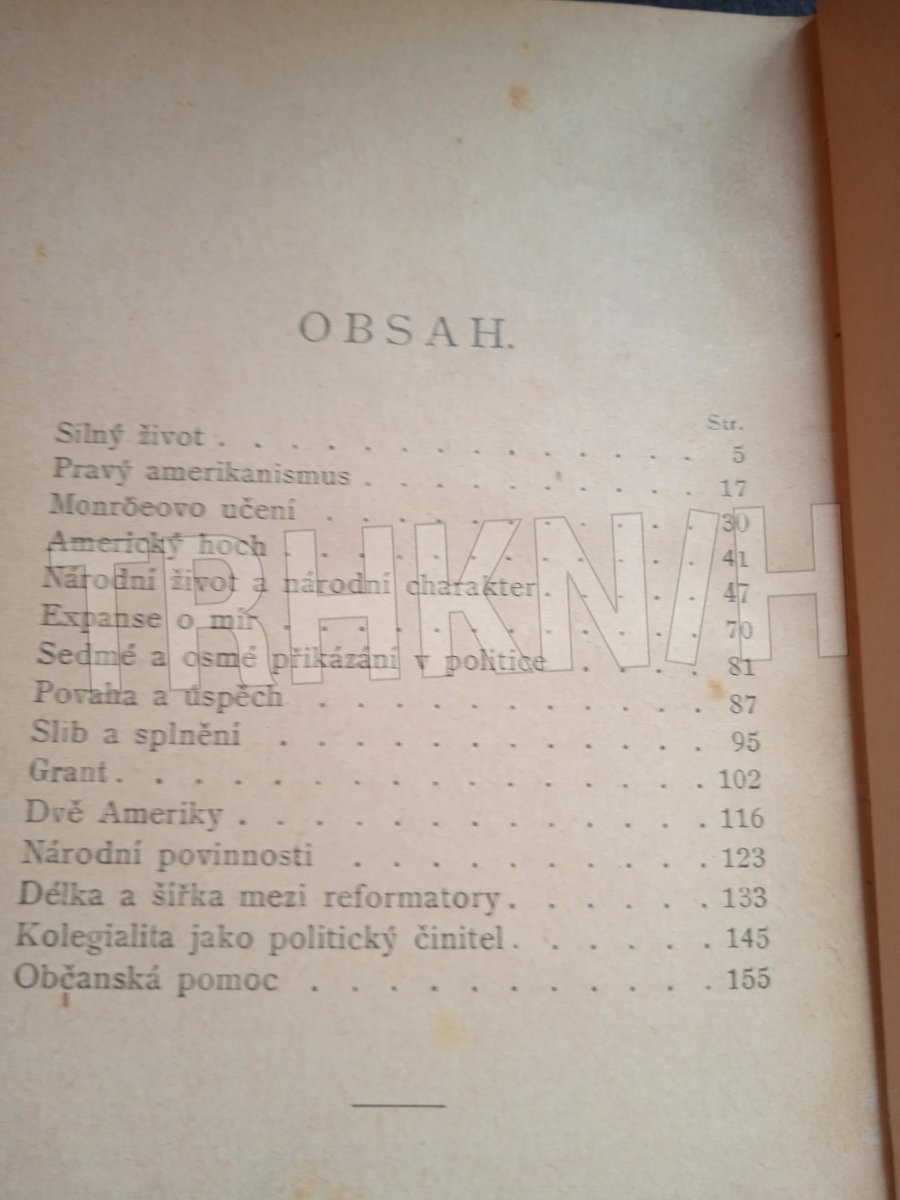 OBSAH.
Str.
Silný život . . . . . . . . . . . . . 5
Pravý amerikanismus . . . . . . . . . 17
Monrőeovo učení . . . . . . . . . . 30
Americký hoch . . . . . . . . . . . 41
Národní život a národní charakter . . . . 47
Expanse o mír . . . . . . . . . . . 70
Sedmé a osmé přikázání v politice . . . . 81
Povaha a úspěch . . . . . . . . . . . 87
Slib a splnění . . . . . . . . . . . . 95
Grant . . . . . . . . . . . . . . . . 102
Dvě Ameriky . . . . . . . . . . . . . 116
Národní povinnosti . . . . . . . . . . 123
Délka a šířka mezi reformatory . . . . . . 133
Kolegialita jako politický činitel . . . . . . 145
Občanská pomoc . . . . . . . . . . . 155
TRHKNIH